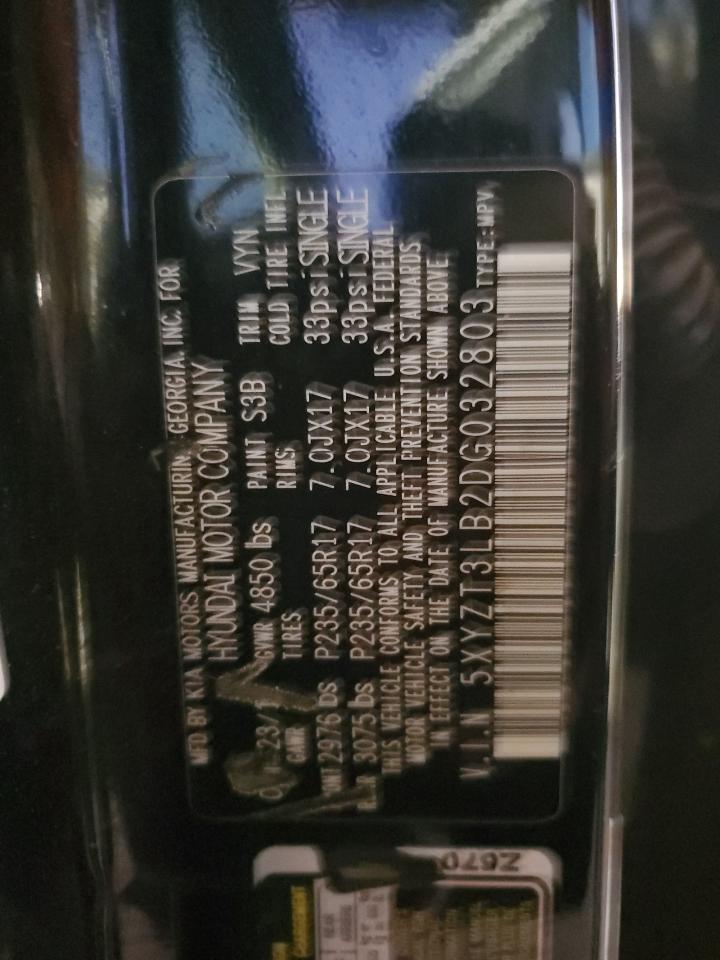 MFD BY KIA MOTORS MANUFACTURING GEORGIA, INC. FOR
HYUNDAI MOTOR COMPANY
23/ GVWR 4850 lbs PAINT S3B TRIM VYN
GAWR TIRES RIMS COLD TIRE INFL
2976 lbs P235/65R17 7.0JX17 33psi SINGLE
3075 lbs P235/65R17 7.0JX17 33psi SINGLE
THIS VEHICLE CONFORMS TO ALL APPLICABLE U.S.A. FEDERAL
MOTOR VEHICLE SAFETY AND THEFT PREVENTION STANDARDS
IN EFFECT ON THE DATE OF MANUFACTURE SHOWN ABOVE.
V.I.N 5XYZT3LB2DG032803 TYPE:MPV
Z670